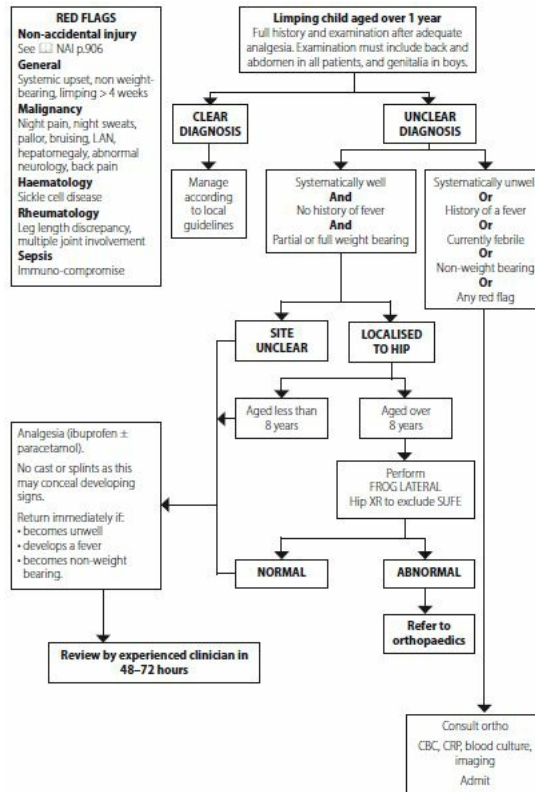 RED FLAGS
Non-accidental injury
See NAI p.906
General
Systemic upset, non weight-
bearing, limping > 4 weeks
Malignancy
Night pain, night sweats,
pallor, bruising, LAN,
hepatomegaly, abnormal
neurology, back pain
Haematology
Sickle cell disease
Rheumatology
Leg length discrepancy,
multiple joint involvement
Sepsis
Immuno-compromise
Limping child aged over 1 year
Full history and examination after adequate
analgesia. Examination must include back and
abdomen in all patients, and genitalia in boys.
CLEAR
DIAGNOSIS
UNCLEAR
DIAGNOSIS
Manage
according
to local
guidelines
Systematically well
And
No history of fever
And
Partial or full weight bearing
Systematically unwell
Or
History of a fever
Or
Currently febrile
Or
Non-weight bearing
Or
Any red flag
SITE
UNCLEAR
LOCALISED
TO HIP
Aged less than
8 years
Aged over
8 years
Analgesia (ibuprofen ±
paracetamol).
No cast or splints as this
may conceal developing
signs.
Return immediately if:
• becomes unwell
• develops a fever
• becomes non-weight
bearing.
Perform
FROG LATERAL
Hip XR to exclude SUFE
NORMAL
ABNORMAL
Refer to
orthopaedics
Review by experienced clinician in
48–72 hours
Consult ortho
CBC, CRP, blood culture,
imaging
Admit